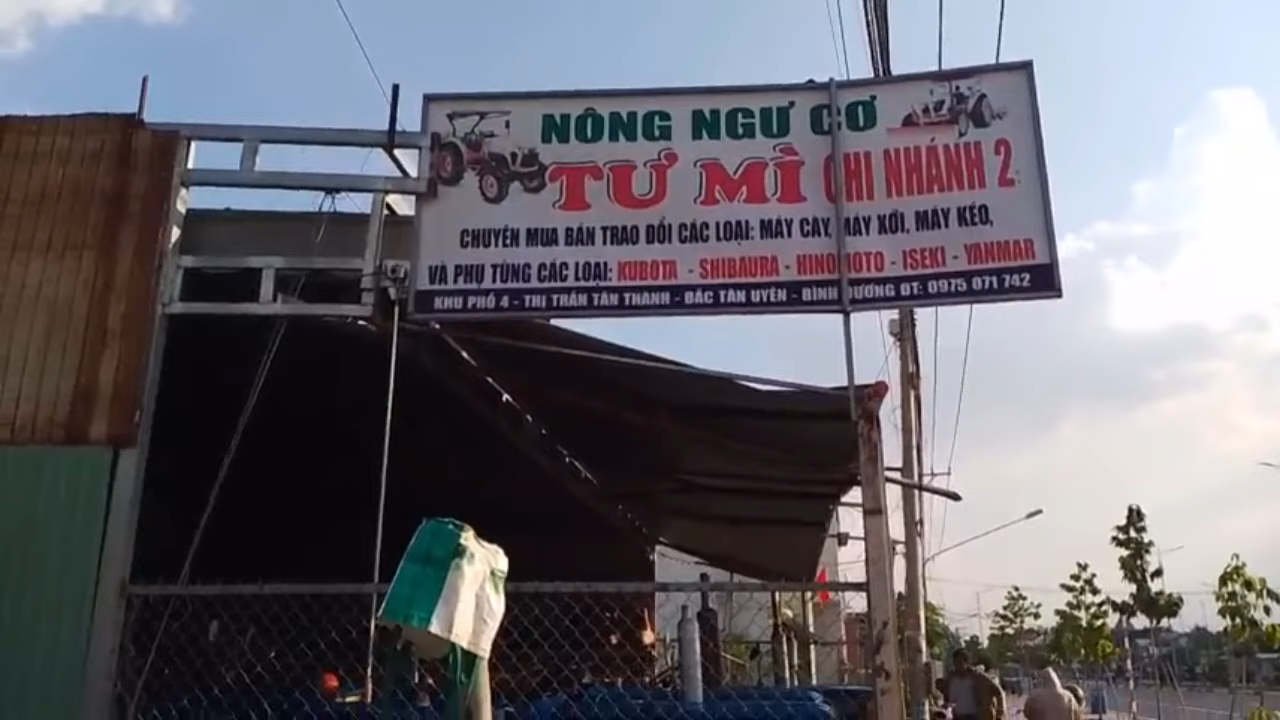 NÔNG NGƯ CƠ
TƯ MÌ CHI NHÁNH 2
CHUYÊN MUA BÁN TRAO ĐỔI CÁC LOẠI: MÁY CÀY, MÁY XỚI, MÁY KÉO,
VÀ PHỤ TÙNG CÁC LOẠI: KUBOTA - SHIBAURA - HINOMOTO - ISEKI - YANMAR
KHU PHỐ 4 - THỊ TRẤN TÂN THÀNH - BẮC TÂN UYÊN - BÌNH DƯƠNG ĐT: 0975 071 742